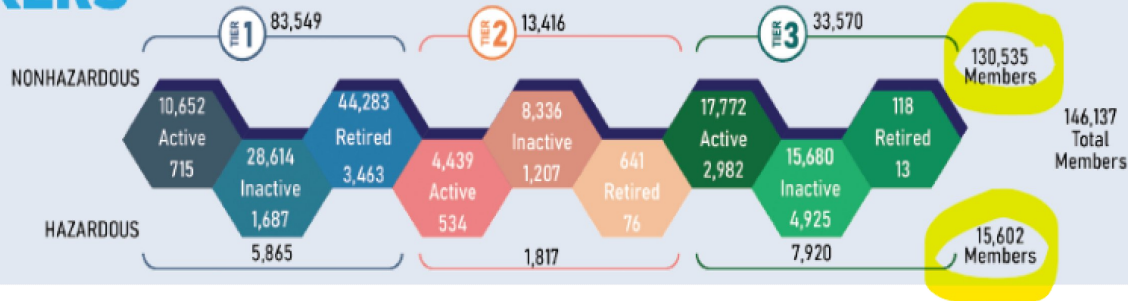 TIER 1 83,549
TIER 2 13,416
TIER 3 33,570
NONHAZARDOUS
130,535
Members
10,652
Active
715
28,614
Inactive
1,687
44,283
Retired
3,463
4,439
Active
534
8,336
Inactive
1,207
641
Retired
76
17,772
Active
2,982
15,680
Inactive
4,925
118
Retired
13
146,137
Total
Members
HAZARDOUS
5,865
1,817
7,920
15,602
Members